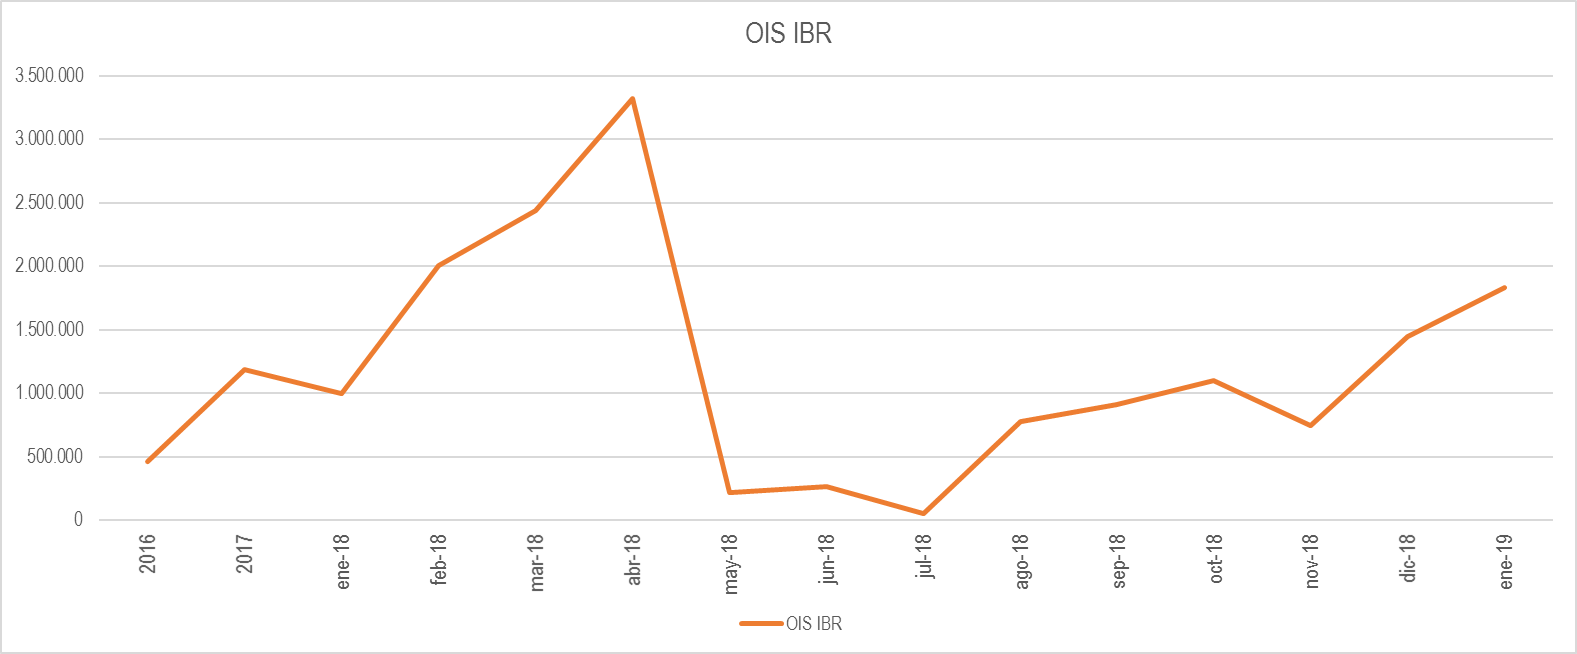 OIS IBR
3.500.000
3.000.000
2.500.000
2.000.000
1.500.000
1.000.000
500.000
0
2016
2017
ene-18
feb-18
mar-18
abr-18
may-18
jun-18
jul-18
ago-18
sep-18
oct-18
nov-18
dic-18
ene-19
OIS IBR